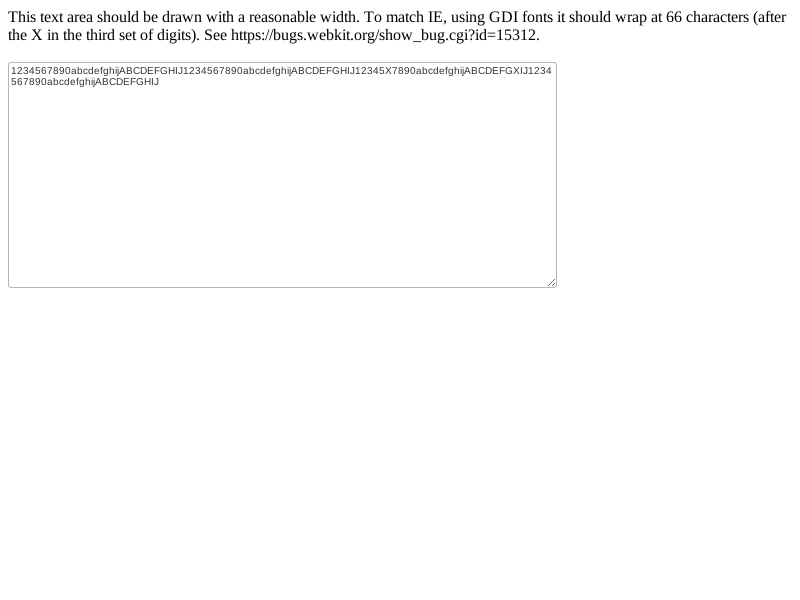 This text area should be drawn with a reasonable width. To match IE, using GDI fonts it should wrap at 66 characters (after
the X in the third set of digits). See https://bugs.webkit.org/show_bug.cgi?id=15312.
1234567890abcdefghijABCDEFGHIJ1234567890abcdefghijABCDEFGHIJ12345X7890abcdefghijABCDEFGXIJ1234
567890abcdefghijABCDEFGHIJ